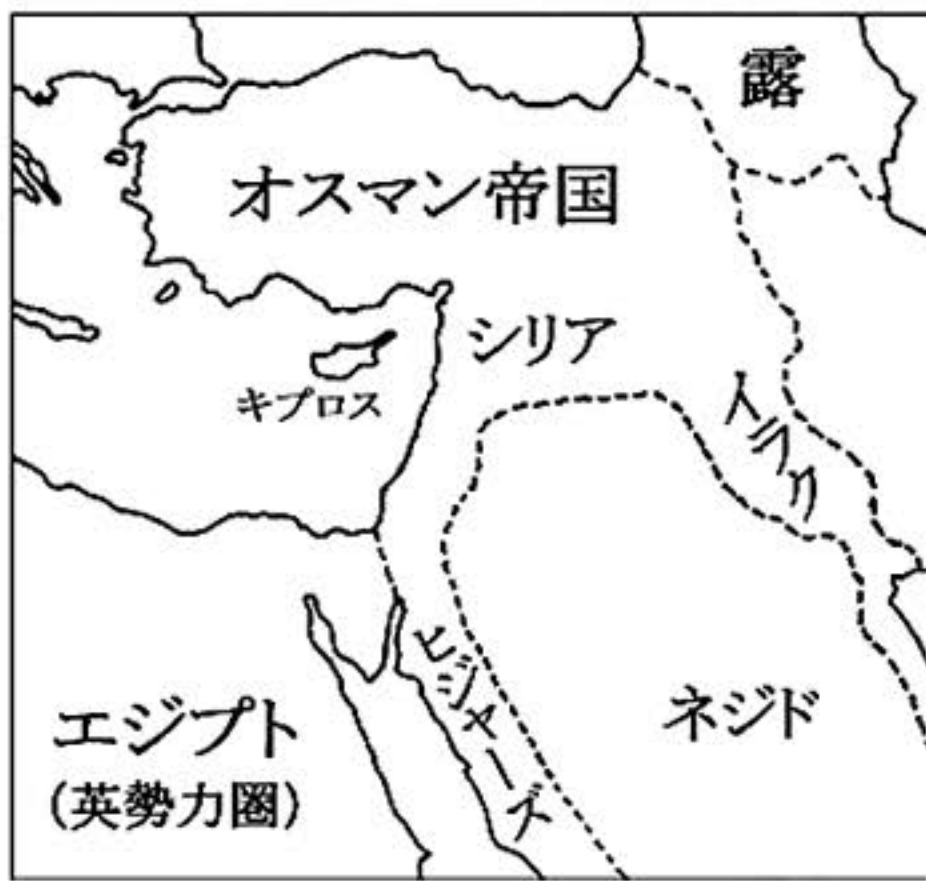 露
オスマン帝国
シリア
キプロス
イラク
ヒジャーズ
ネジド
エジプト
(英勢力圏)